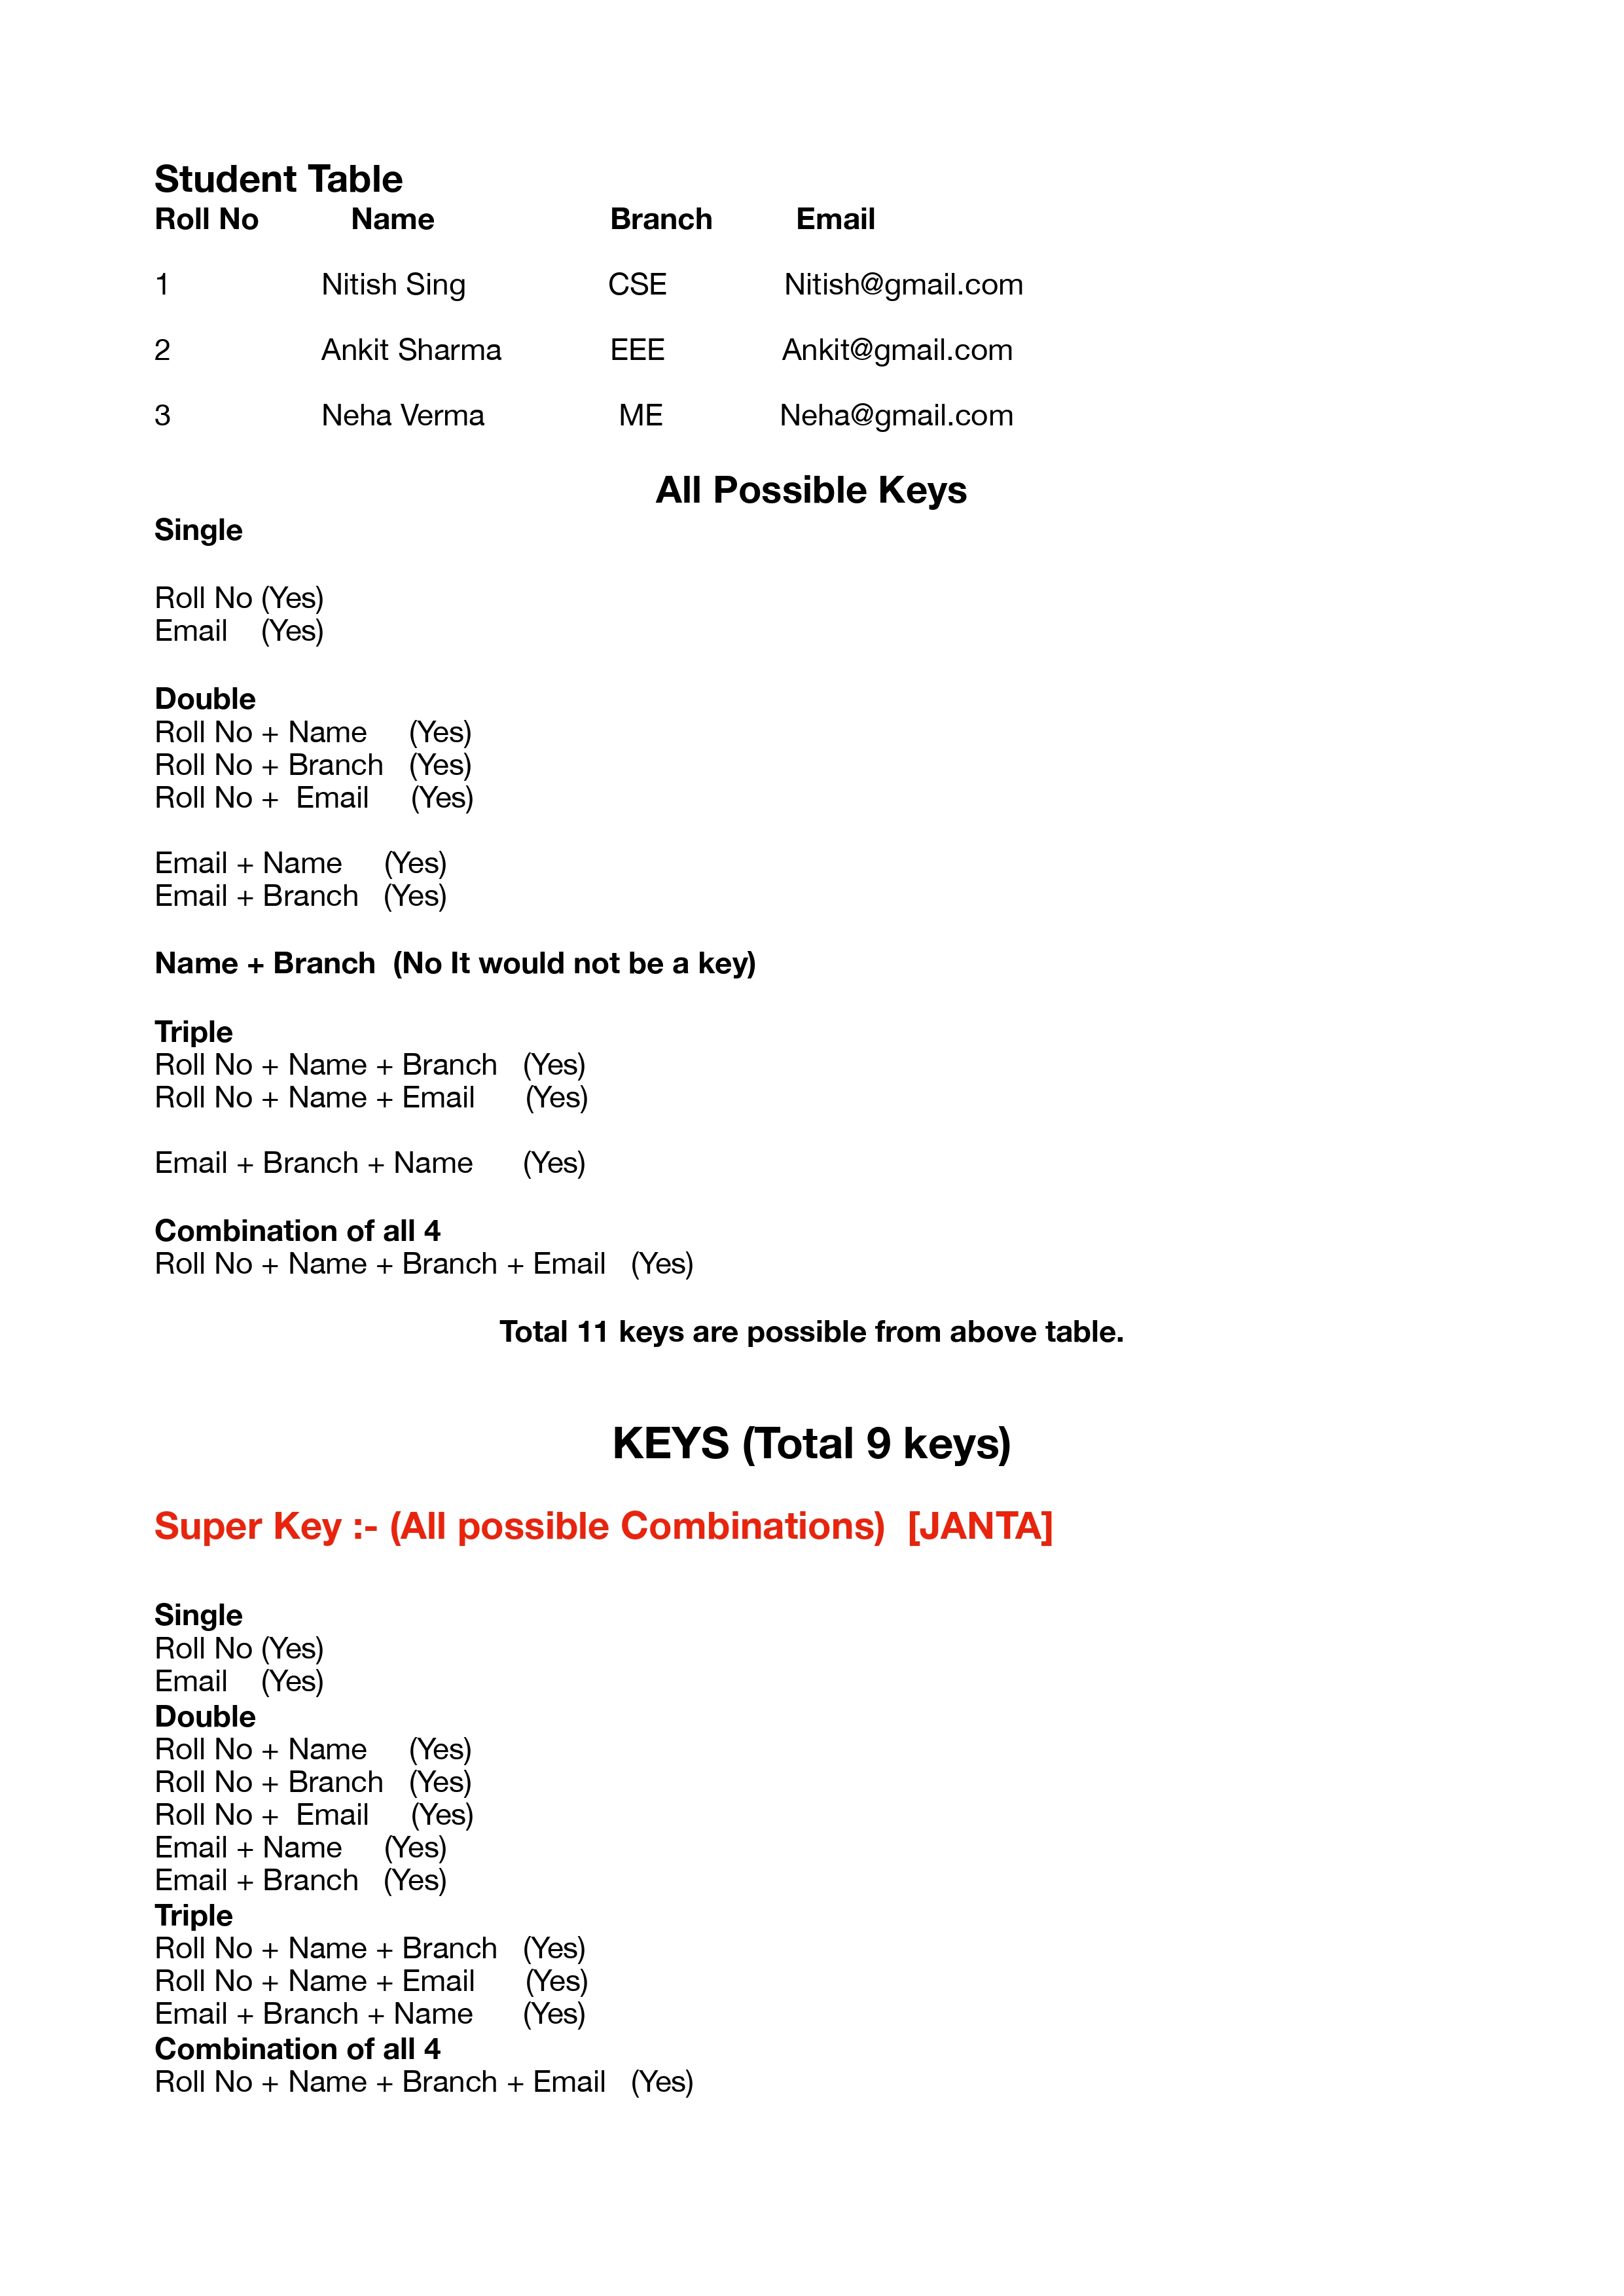 Student Table
Roll No Name Branch Email
1 Nitish Sing CSE Nitish@gmail.com
2 Ankit Sharma EEE Ankit@gmail.com
3 Neha Verma ME Neha@gmail.com
All Possible Keys
Single
Roll No (Yes)
Email (Yes)
Double
Roll No + Name (Yes)
Roll No + Branch (Yes)
Roll No + Email (Yes)
Email + Name (Yes)
Email + Branch (Yes)
Name + Branch (No It would not be a key)
Triple
Roll No + Name + Branch (Yes)
Roll No + Name + Email (Yes)
Email + Branch + Name (Yes)
Combination of all 4
Roll No + Name + Branch + Email (Yes)
Total 11 keys are possible from above table.
KEYS (Total 9 keys)
Super Key :- (All possible Combinations) [JANTA]
Single
Roll No (Yes)
Email (Yes)
Double
Roll No + Name (Yes)
Roll No + Branch (Yes)
Roll No + Email (Yes)
Email + Name (Yes)
Email + Branch (Yes)
Triple
Roll No + Name + Branch (Yes)
Roll No + Name + Email (Yes)
Email + Branch + Name (Yes)
Combination of all 4
Roll No + Name + Branch + Email (Yes)